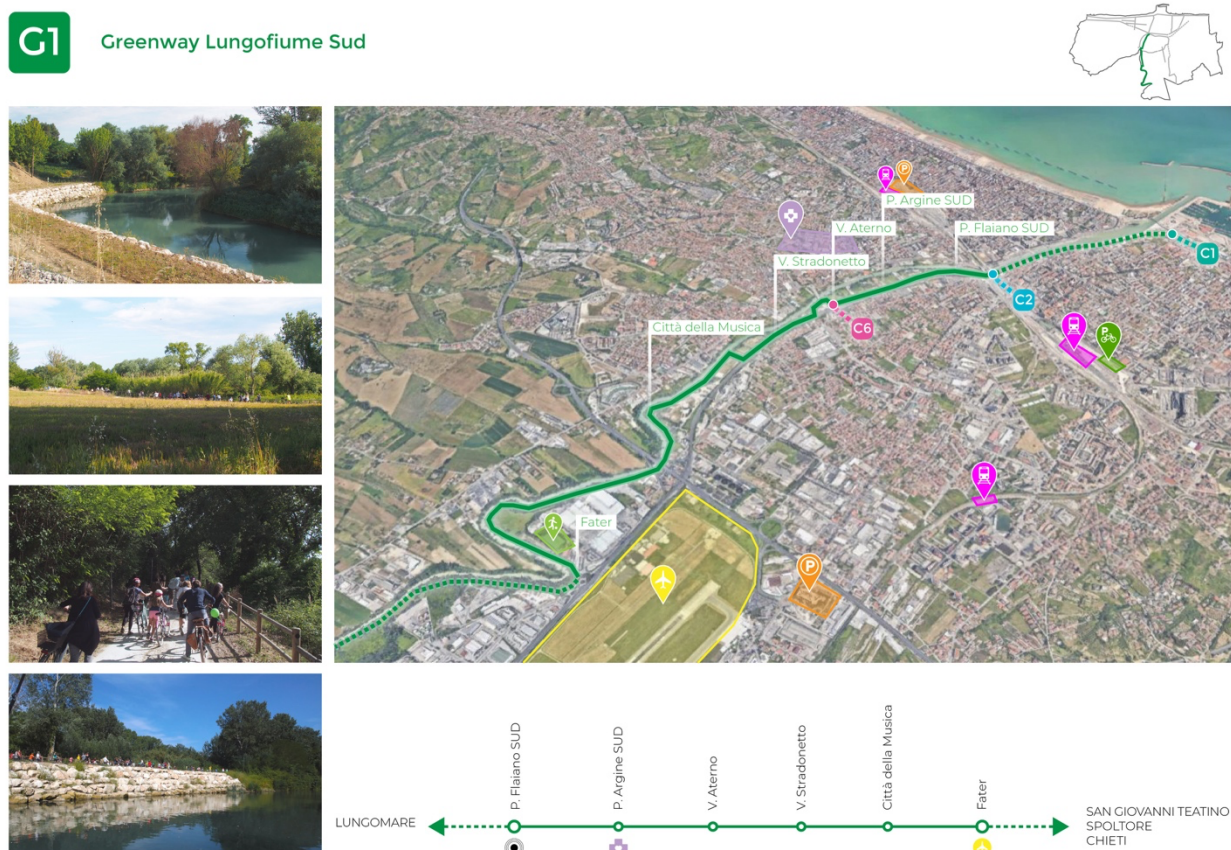 G1
Greenway Lungofiume Sud
P
P. Argine SUD
V. Aterno
P. Flaiano SUD
C1
V. Stradonetto
C2
Città della Musica
C6
P
Fater
P
P. Flaiano SUD
P. Argine SUD
V. Aterno
V. Stradonetto
Città della Musica
Fater
LUNGOMARE
SAN GIOVANNI TEATINO
SPOLTORE
CHIETI